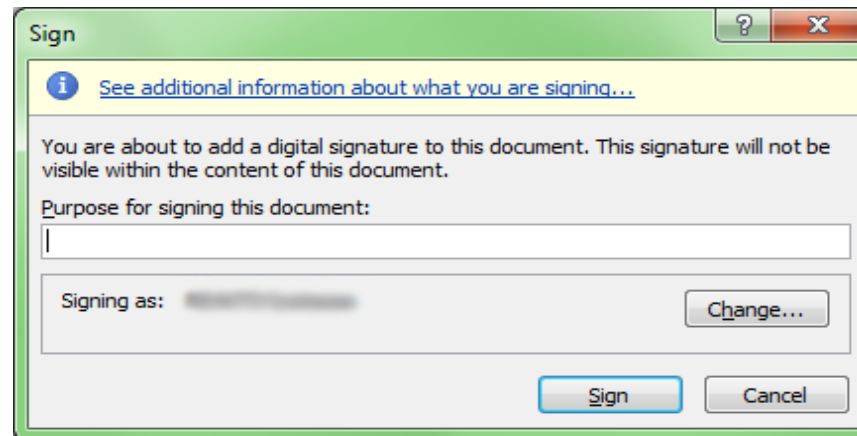 Sign
See additional information about what you are signing...
You are about to add a digital signature to this document. This signature will not be
visible within the content of this document.
Purpose for signing this document:
Signing as:
Change...
Sign
Cancel